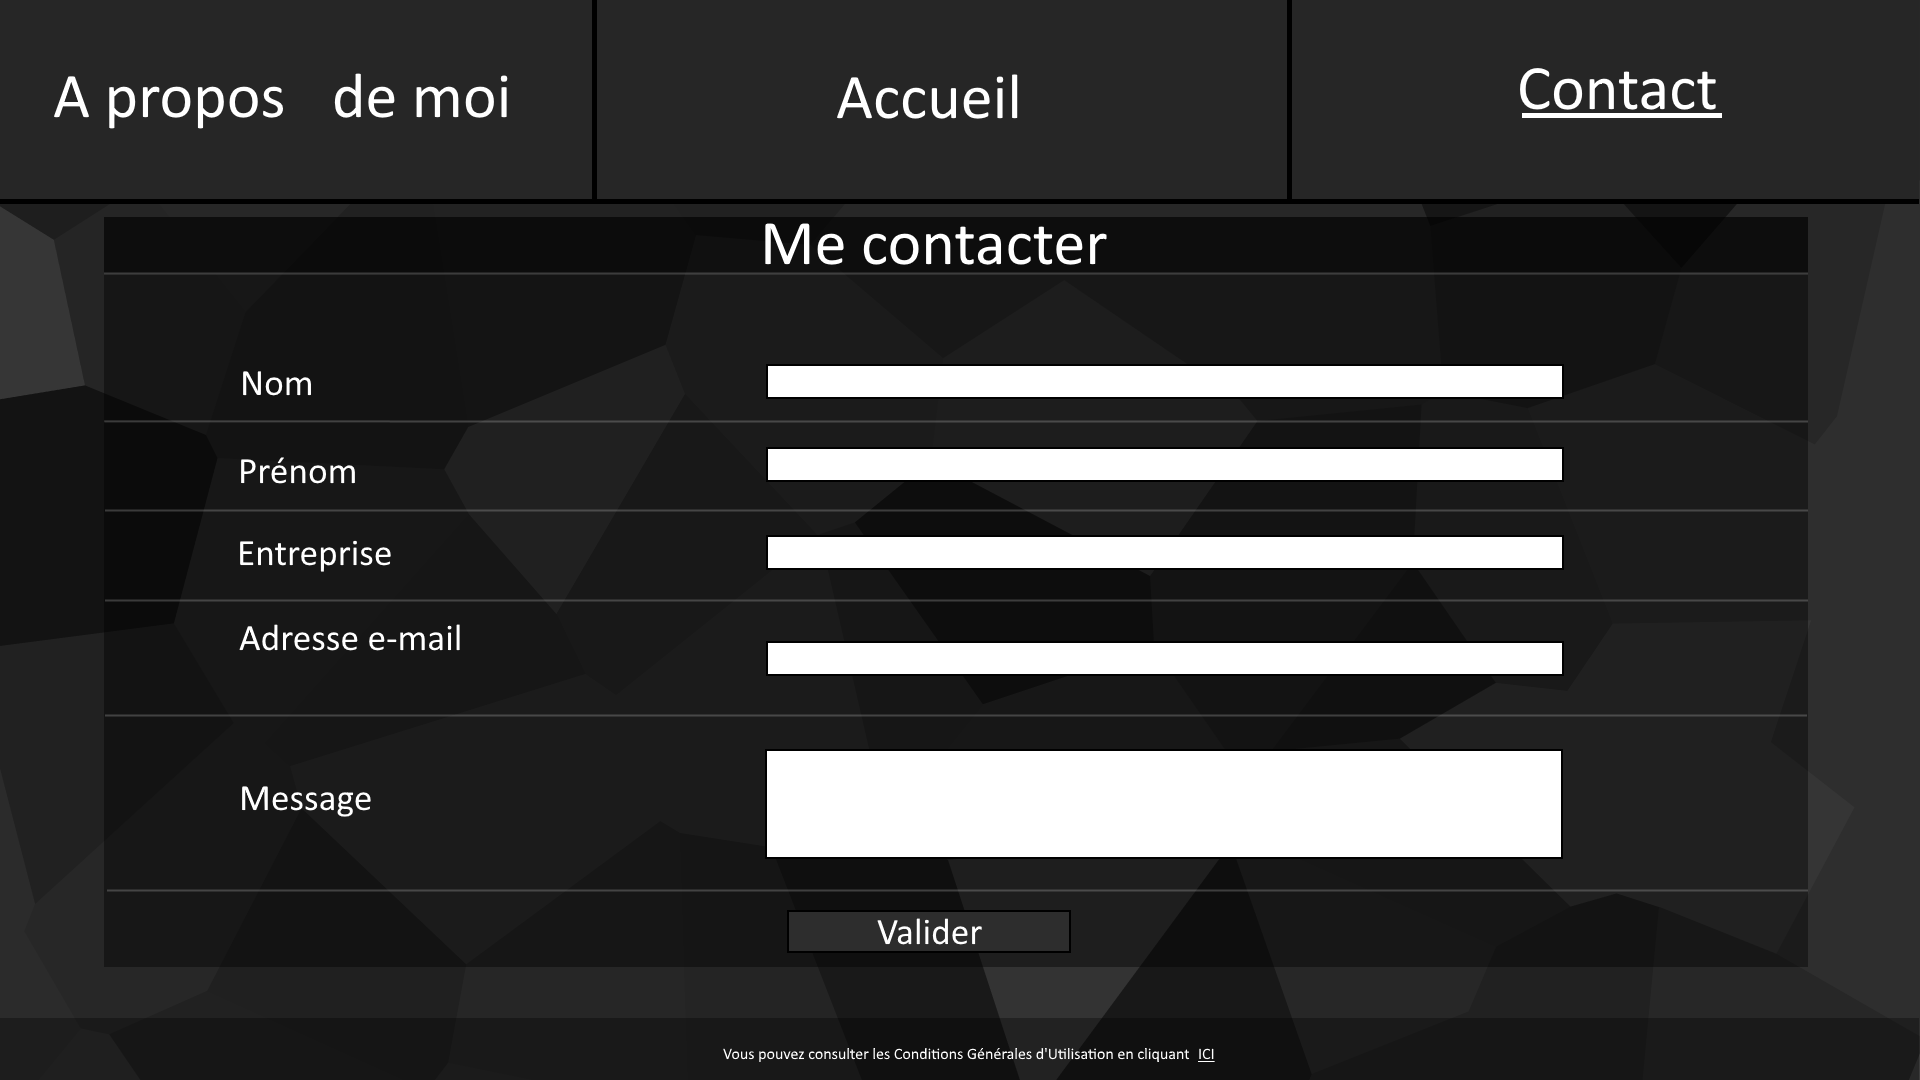 A propos de moi
Accueil
Contact
Me contacter
Nom
Prénom
Entreprise
Adresse e-mail
Message
Valider
Vous pouvez consulter les Conditions Générales d'Utilisation en cliquant ICI